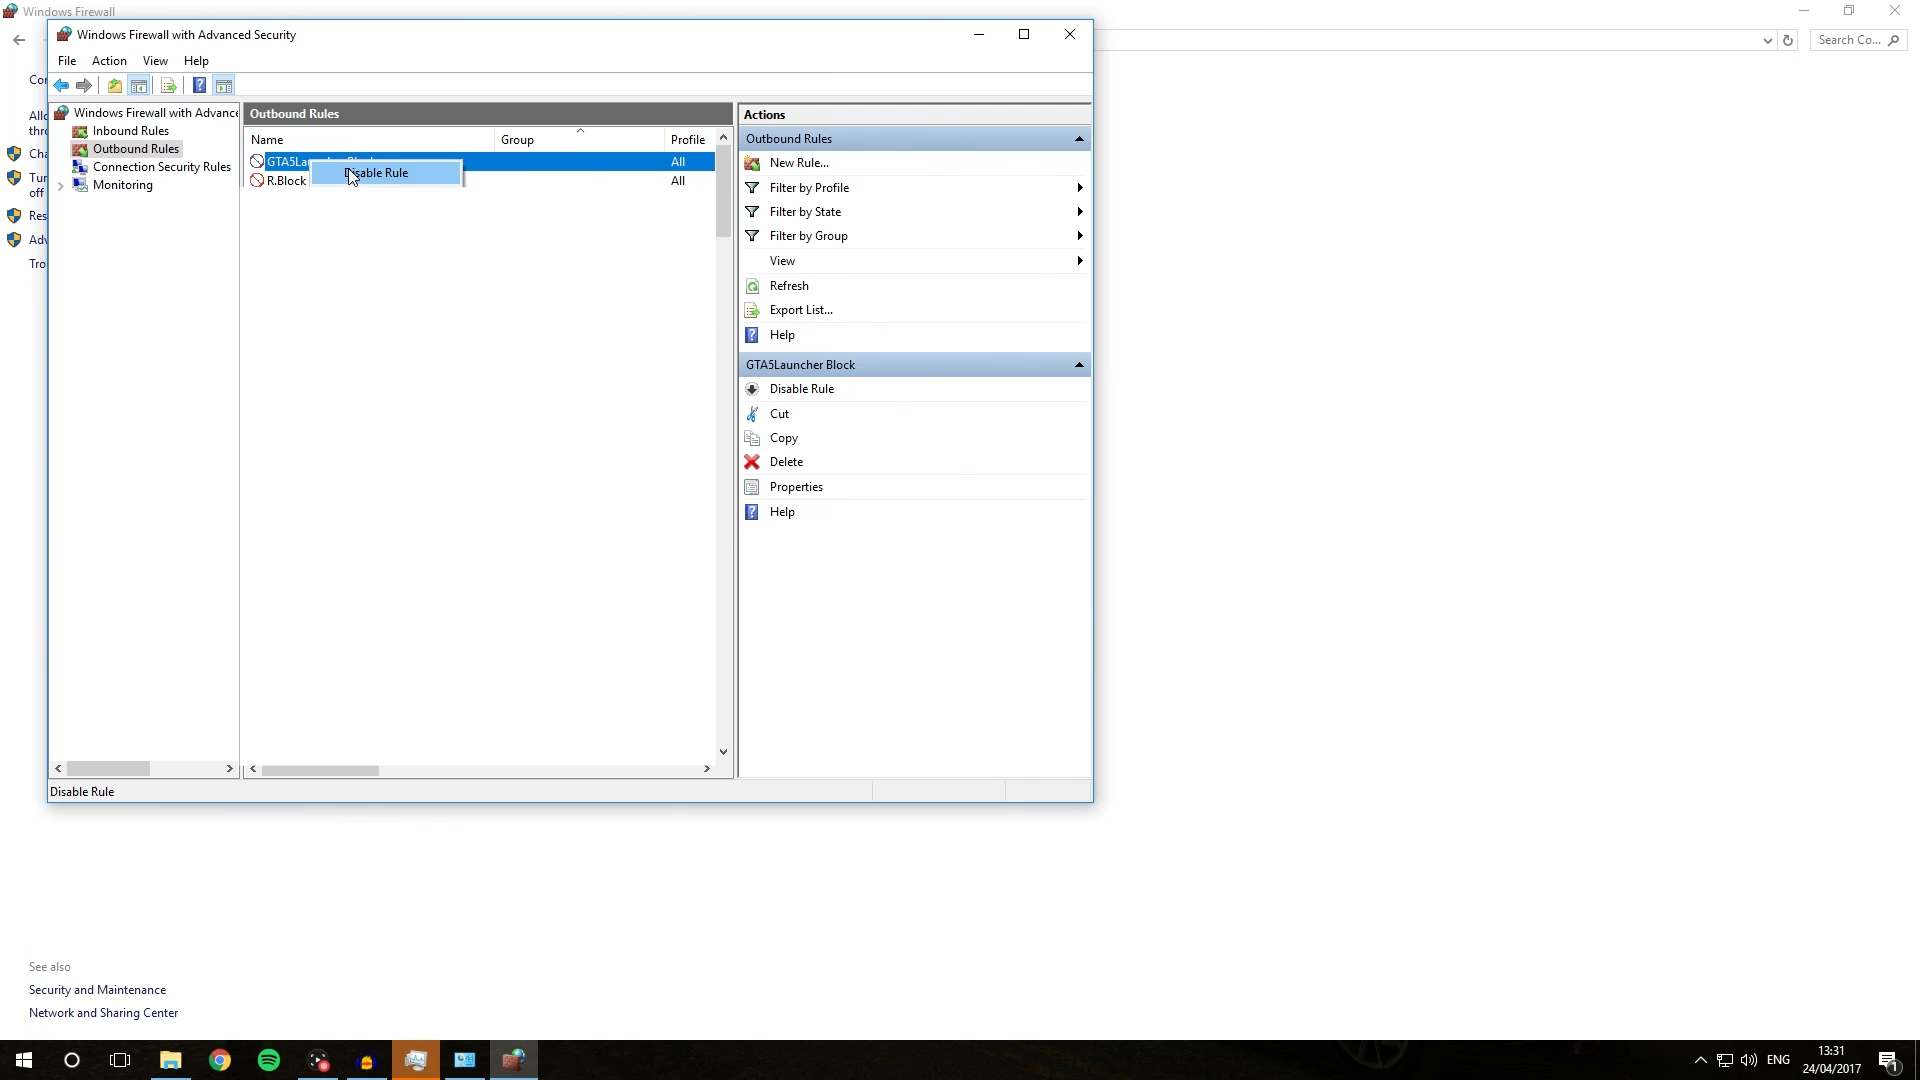 Windows Firewall
Windows Firewall with Advanced Security
Search Co...
File Action View Help
Windows Firewall with Advance
Inbound Rules
Outbound Rules
Connection Security Rules
Monitoring
Outbound Rules
Name Group Profile
All
Disable Rule
R.Block All
Actions
Outbound Rules
New Rule...
Filter by Profile
Filter by State
Filter by Group
View
Refresh
Export List...
Help
GTA5Launcher Block
Disable Rule
Cut
Copy
Delete
Properties
Help
Disable Rule
See also
Security and Maintenance
Network and Sharing Center
ENG
13:31
24/04/2017
1